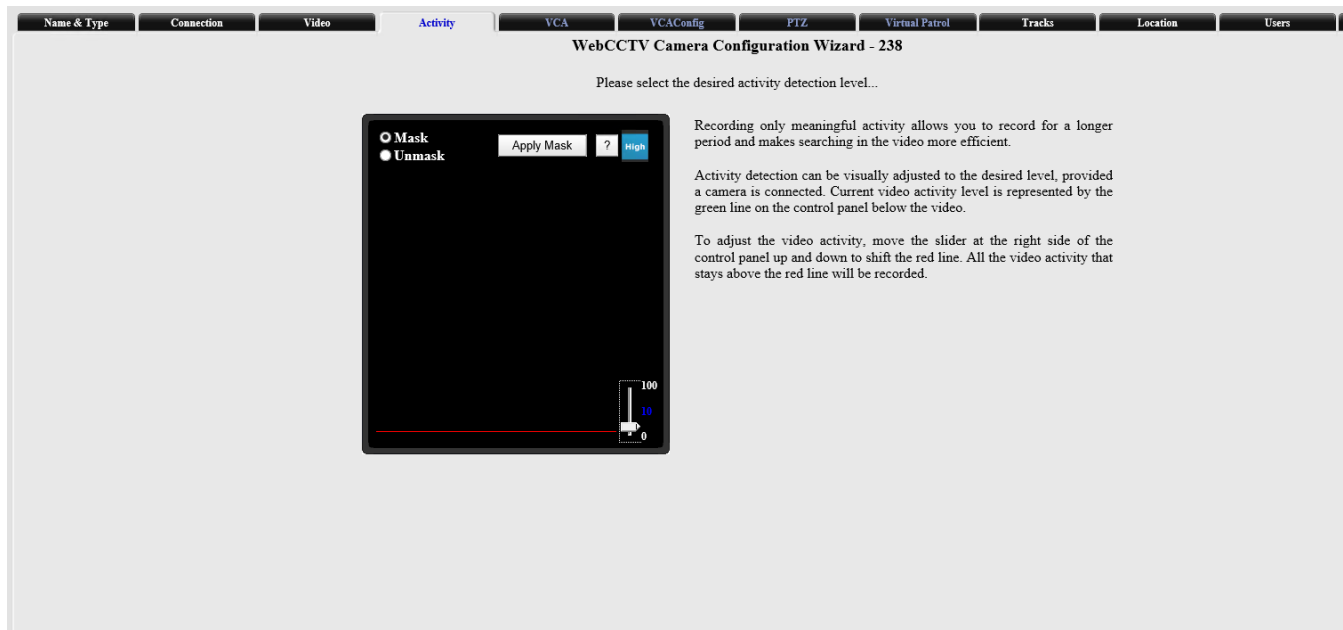 Name & Type Connection Video Activity VCA VCAConfig PTZ Virtual Patrol Tracks Location Users
WebCCTV Camera Configuration Wizard - 238
Please select the desired activity detection level...
Mask
Unmask
Apply Mask ? High
Recording only meaningful activity allows you to record for a longer
period and makes searching in the video more efficient.
Activity detection can be visually adjusted to the desired level, provided
a camera is connected. Current video activity level is represented by the
green line on the control panel below the video.
To adjust the video activity, move the slider at the right side of the
control panel up and down to shift the red line. All the video activity that
stays above the red line will be recorded.
100
10
0